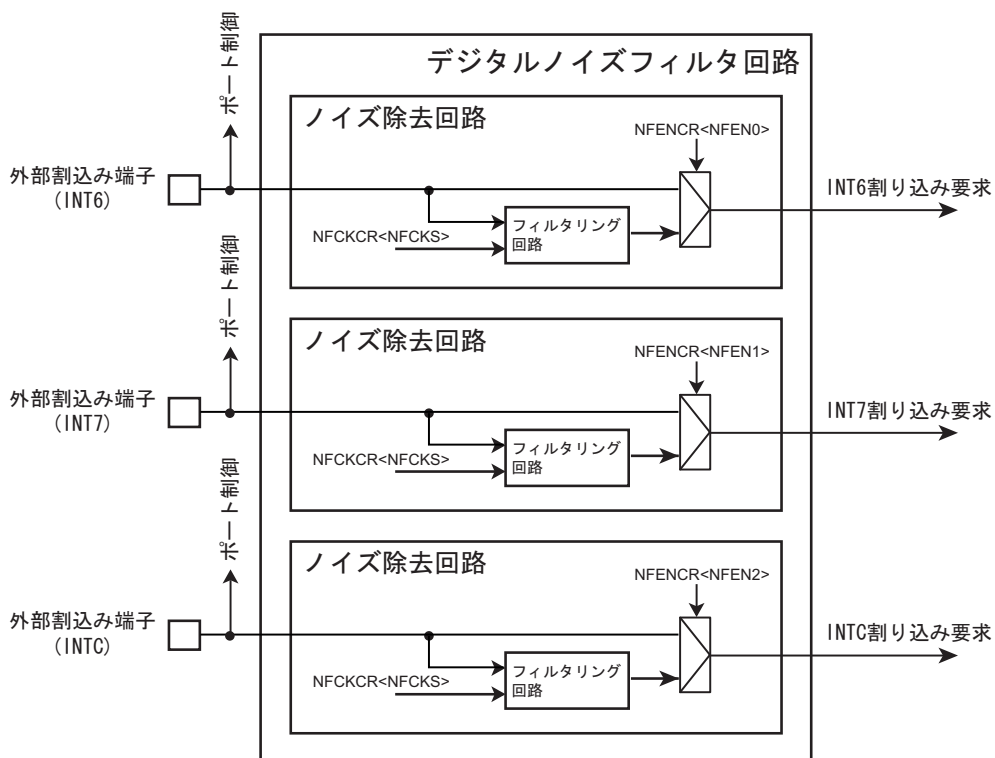 デジタルノイズフィルタ回路
ポート制御
ノイズ除去回路
NFENCR<NFEN0>
外部割込み端子
(INT6)
INT6割り込み要求
NFCKCR<NFCKS>
フィルタリング
回路
ポート制御
ノイズ除去回路
NFENCR<NFEN1>
外部割込み端子
(INT7)
INT7割り込み要求
NFCKCR<NFCKS>
フィルタリング
回路
ポート制御
ノイズ除去回路
NFENCR<NFEN2>
外部割込み端子
(INTC)
INTC割り込み要求
NFCKCR<NFCKS>
フィルタリング
回路